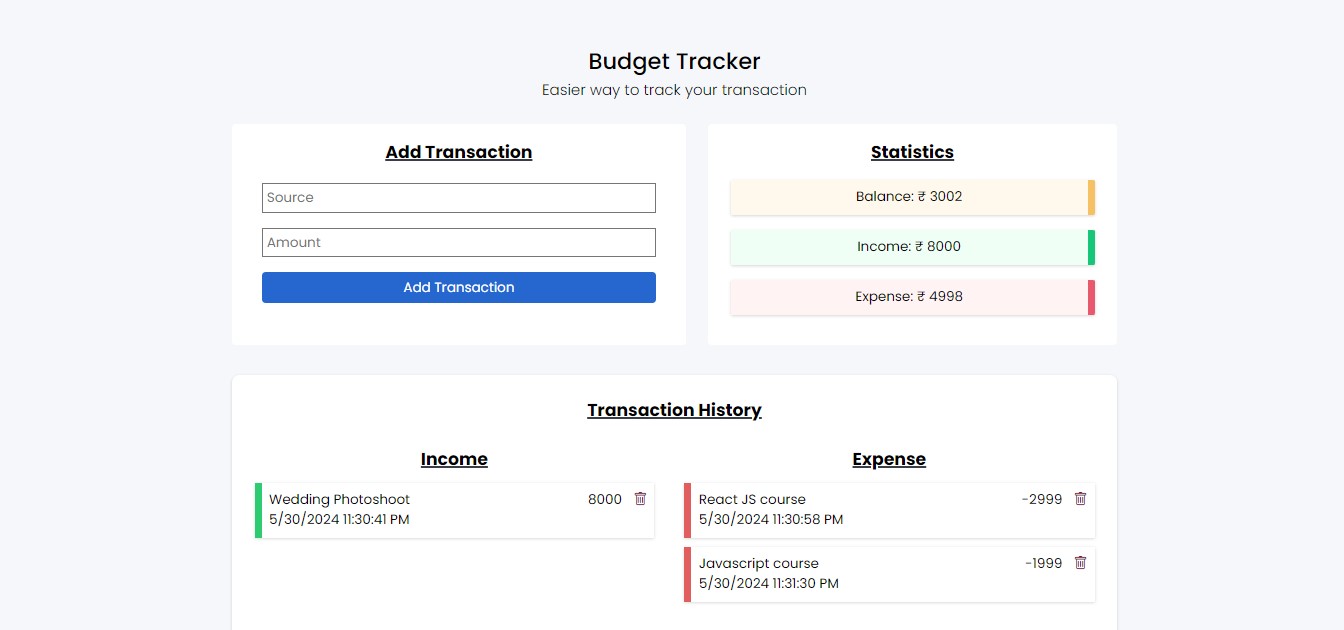 Budget Tracker
Easier way to track your transaction
Add Transaction
Source
Amount
Add Transaction
Statistics
Balance: ₹ 3002
Income: ₹ 8000
Expense: ₹ 4998
Transaction History
Income
Wedding Photoshoot 8000
5/30/2024 11:30:41 PM
Expense
React JS course -2999
5/30/2024 11:30:58 PM
Javascript course -1999
5/30/2024 11:31:30 PM